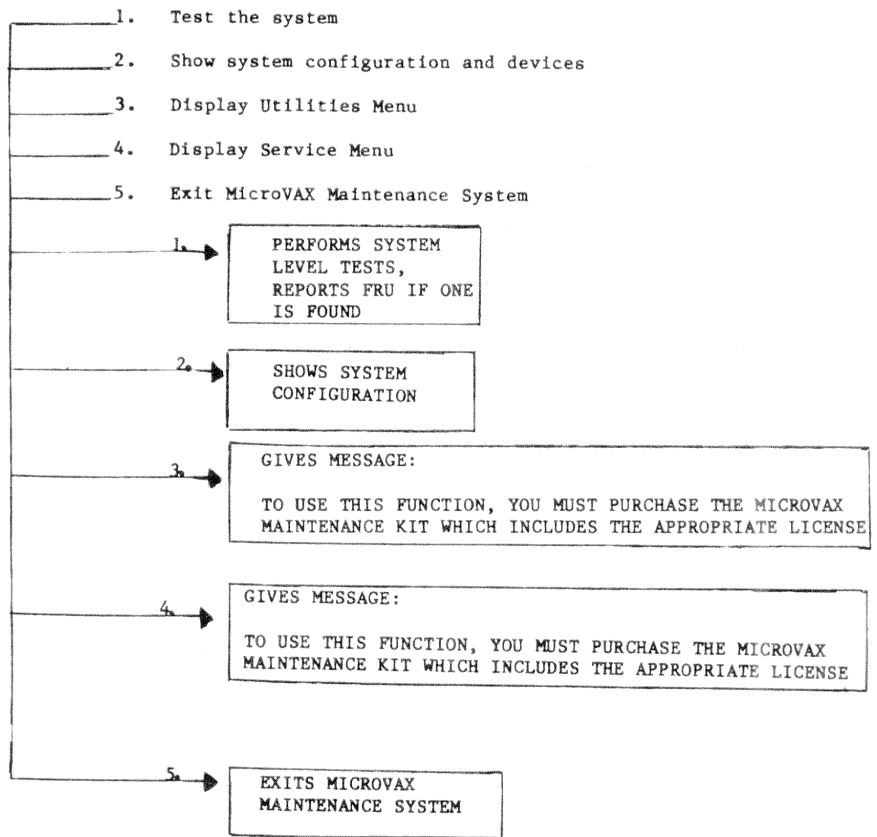 1. Test the system
2. Show system configuration and devices
3. Display Utilities Menu
4. Display Service Menu
5. Exit MicroVAX Maintenance System
1. PERFORMS SYSTEM
LEVEL TESTS,
REPORTS FRU IF ONE
IS FOUND
2. SHOWS SYSTEM
CONFIGURATION
3. GIVES MESSAGE:
TO USE THIS FUNCTION, YOU MUST PURCHASE THE MICROVAX
MAINTENANCE KIT WHICH INCLUDES THE APPROPRIATE LICENSE
4. GIVES MESSAGE:
TO USE THIS FUNCTION, YOU MUST PURCHASE THE MICROVAX
MAINTENANCE KIT WHICH INCLUDES THE APPROPRIATE LICENSE
5. EXITS MICROVAX
MAINTENANCE SYSTEM